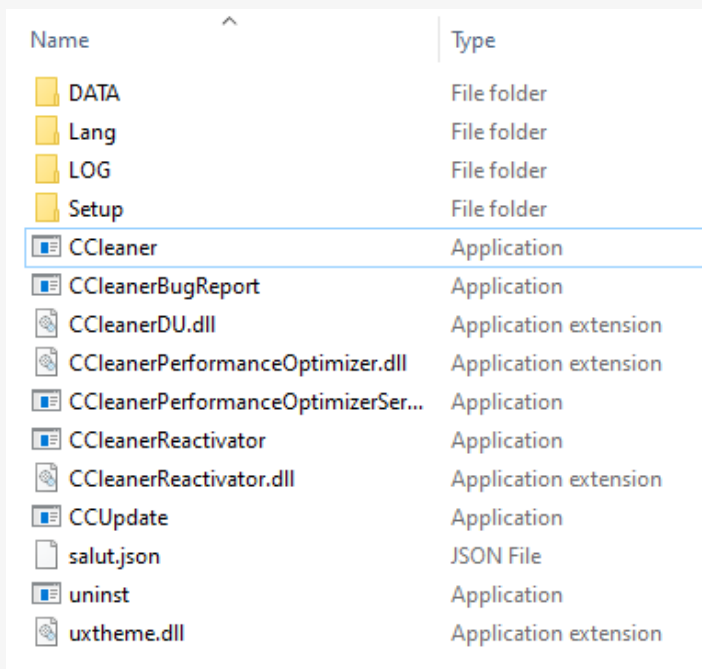 Name Type
DATA File folder
Lang File folder
LOG File folder
Setup File folder
CCleaner Application
CCleanerBugReport Application
CCleanerDU.dll Application extension
CCleanerPerformanceOptimizer.dll Application extension
CCleanerPerformanceOptimizerSer... Application
CCleanerReactivator Application
CCleanerReactivator.dll Application extension
CCUpdate Application
salut.json JSON File
uninst Application
uxtheme.dll Application extension